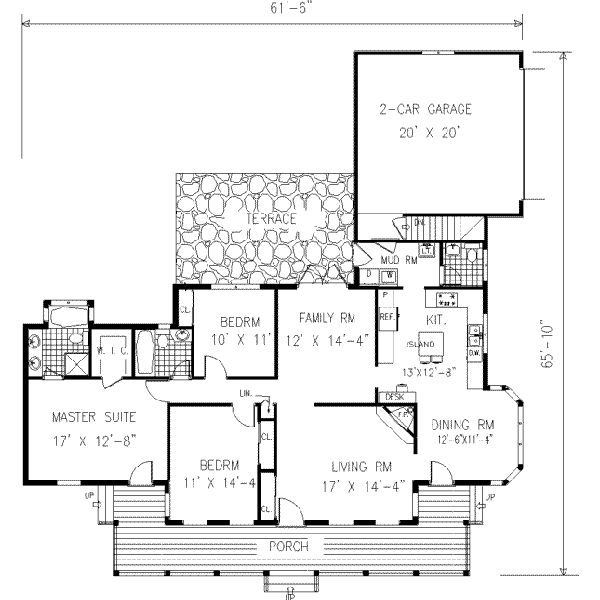 61'-6"
2-CAR GARAGE
20' X 20'
65'-10"
TERRACE
DN.
MUD RM
L.T.
W
D
W
P
REF.
KIT.
ISLAND
13'X12'-8"
D.W.
DESK
CL.
BEDRM
10' X 11'
FAMILY RM
12' X 14'-4"
W. I. C.
LIN.
MASTER SUITE
17' X 12'-8"
CL.
BEDRM
11' X 14'-4
CL.
LIVING RM
17' X 14'-4"
F.P.
DINING RM
12'-6"X11'-4"
UP
UP
PORCH
UP